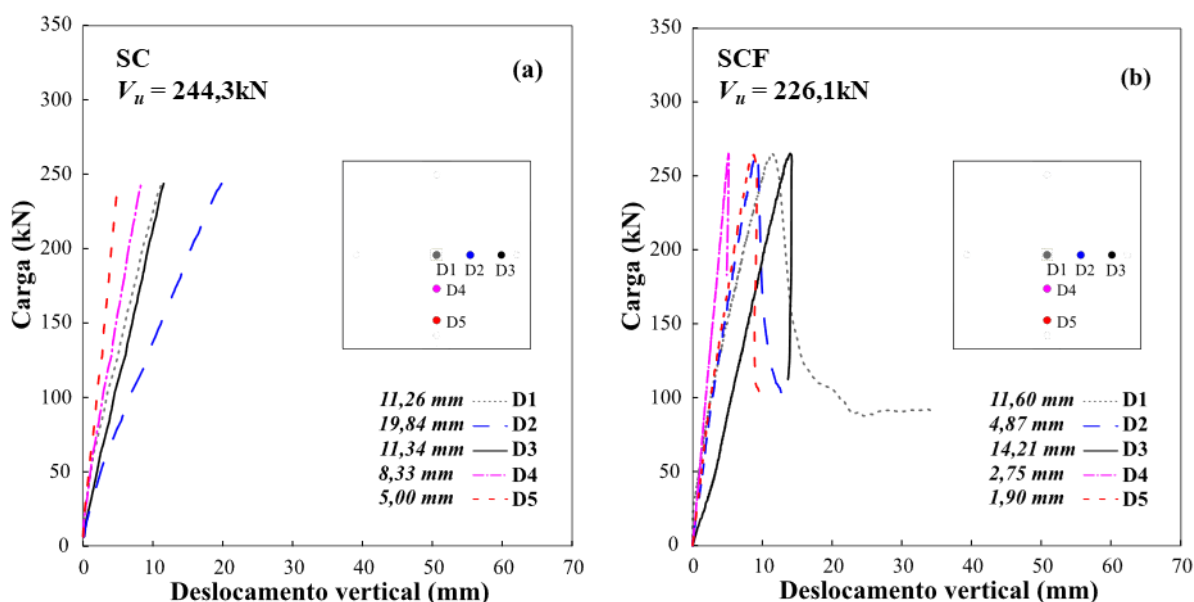 SC
V_u = 244,3kN
(a)
350
300
250
200
150
100
50
0
Carga (kN)
D1 D2 D3
D4
D5
11,26 mm D1
19,84 mm D2
11,34 mm D3
8,33 mm D4
5,00 mm D5
0 10 20 30 40 50 60 70
Deslocamento vertical (mm)
SCF
V_u = 226,1kN
(b)
350
300
250
200
150
100
50
0
Carga (kN)
D1 D2 D3
D4
D5
11,60 mm D1
4,87 mm D2
14,21 mm D3
2,75 mm D4
1,90 mm D5
0 10 20 30 40 50 60 70
Deslocamento vertical (mm)